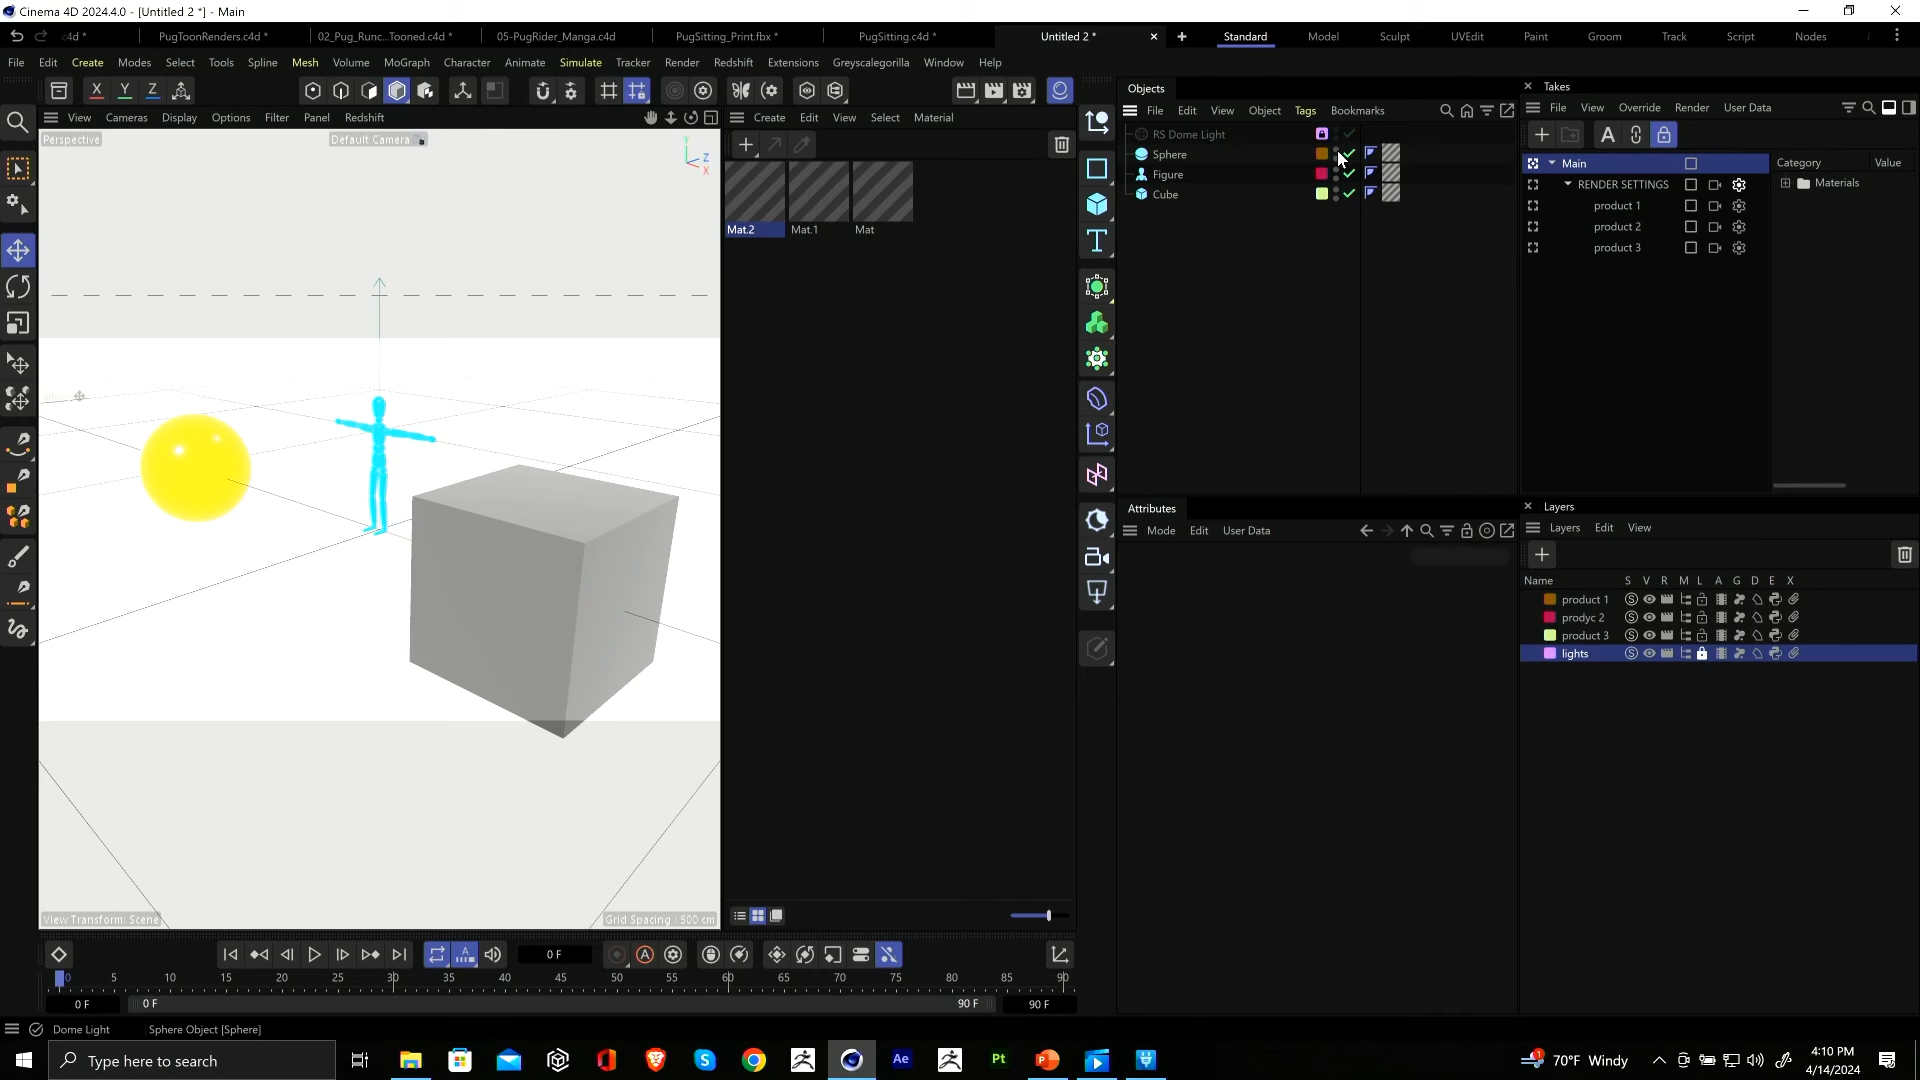 Cinema 4D 2024.4.0 - [Untitled 2 *] - Main
c4d * PugToonRenders.c4d * 02_Pug_Runc...Tooned.c4d * 05-PugRider_Manga.c4d PugSitting_Print.fbx * PugSitting.c4d * Untitled 2 * Standard Model Sculpt UVEdit Paint Groom Track Script Nodes
File Edit Create Modes Select Tools Spline Mesh Volume MoGraph Character Animate Simulate Tracker Render Redshift Extensions Greyscalegorilla Window Help
X Y Z
View Cameras Display Options Filter Panel Redshift
Create Edit View Select Material
Perspective
Default Camera
Y
Z
X
Mat.2 Mat.1 Mat
View Transform: Scene
Grid Spacing : 500 cm
Objects
File Edit View Object Tags Bookmarks
RS Dome Light
Sphere
Figure
Cube
Takes
File View Override Render User Data
A
Main
RENDER SETTINGS
product 1
product 2
product 3
Category Value
Materials
Attributes
Mode Edit User Data
Layers
Layers Edit View
Name S V R M L A G D E X
product 1
prodyc 2
product 3
lights
0 F
0 5 10 15 20 25 30 35 40 45 50 55 60 65 70 75 80 85 90
0 F 0 F 90 F 90 F
Dome Light Sphere Object [Sphere]
Type here to search
Ae
Pt
70°F Windy
4:10 PM
4/14/2024